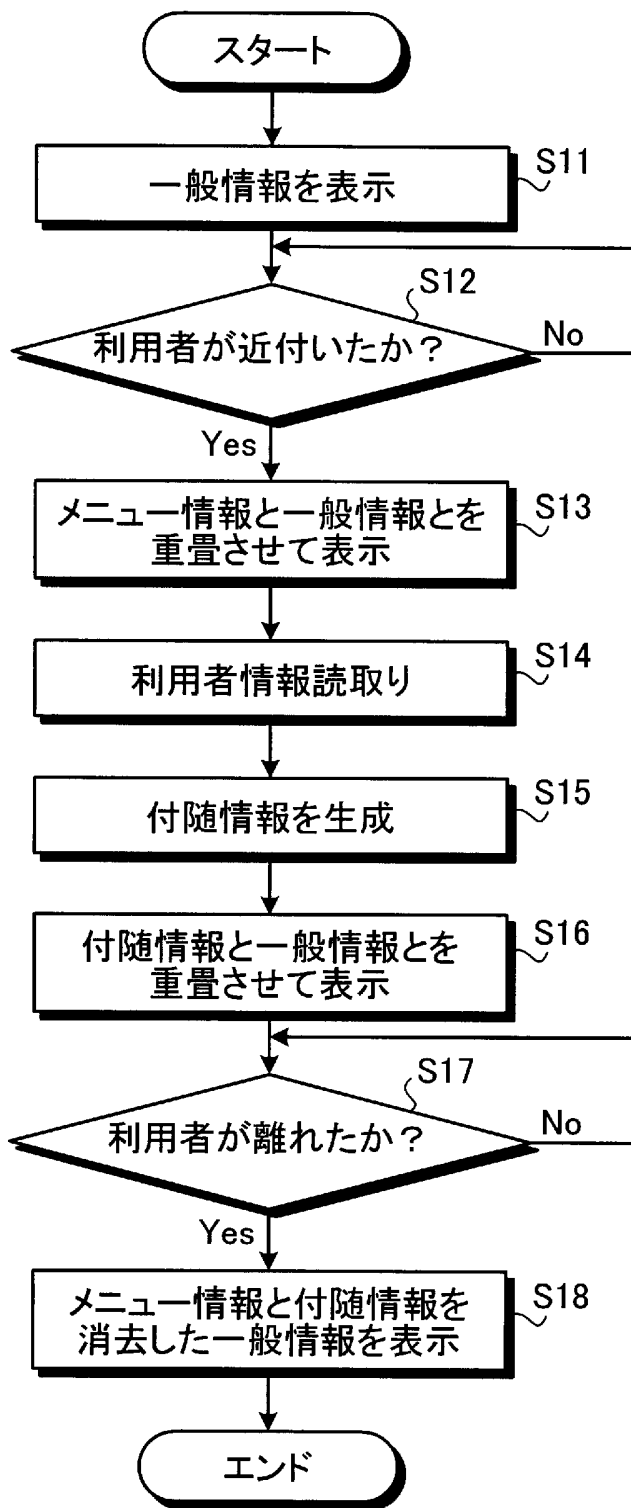 スタート
S11
一般情報を表示
S12
利用者が近付いたか?
No
Yes
S13
メニュー情報と一般情報とを
重畳させて表示
S14
利用者情報読取り
S15
付随情報を生成
S16
付随情報と一般情報とを
重畳させて表示
S17
利用者が離れたか?
No
Yes
S18
メニュー情報と付随情報を
消去した一般情報を表示
エンド